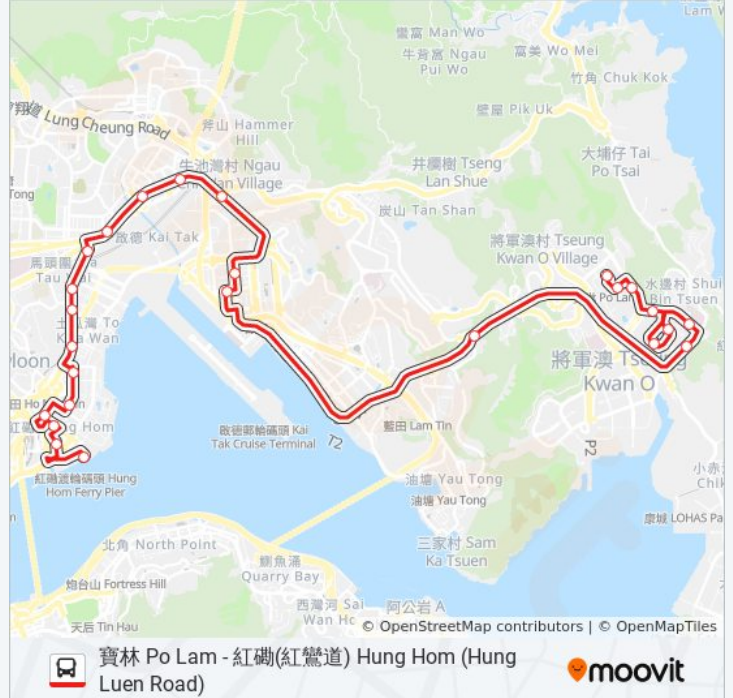 蠻窩 Man Wo
牛背窩 Ngau
Pui Wo
窩美 Wo Mei
Lam
竹角 Chuk Kok
翔
道 Lung Cheung Road
斧山 Hammer
Hill
璧屋 Pik Uk
Tong
牛池灣村 Ngau
an Village
井欄樹 Tseng
Lan Shue
大埔仔 Tai
Po Tsai
炭山 Tan Shan
啟德 Kai Tak
將軍澳村 Tseung
Kwan O Village
馬頭圍
Tau
水邊村 Shui
Bin Tsuen
Po Lam
土瓜灣 To
Kwa Wan
將軍澳 Tseung
Kwan O
啟德郵輪碼頭 Kai
Tak Cruise Terminal
T2
藍田 Lam Tin
P2
紅磡渡輪碼頭 Hung
Hom Ferry Pier
油塘 Yau Tong
油塘 Yau Tong
小赤
康城 LOHAS Pa
三家村 Sam
Ka Tsuen
北角 North Point
鰂魚涌
Quarry Bay
炮台山 Fortress Hill
西灣河 Sai
Wan Ho
阿公岩 A
天后 Tin Hau
© OpenStreetMap contributors | © OpenMapTiles
寶林 Po Lam - 紅磡(紅鸞道) Hung Hom (Hung
Luen Road)
moovit